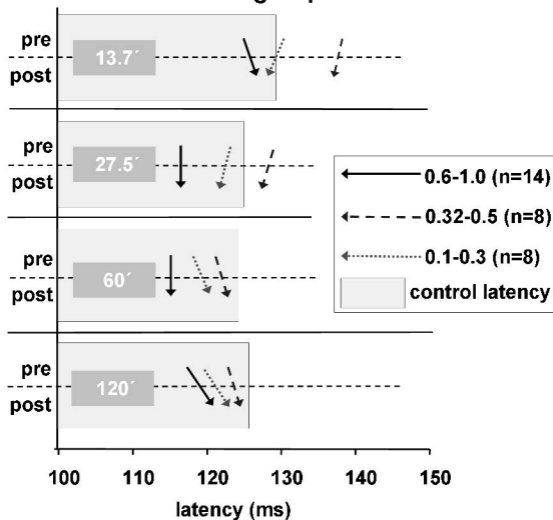 pre
post
13.7´
pre
post
27.5´
pre
post
60´
pre
post
120´
0.6-1.0 (n=14)
0.32-0.5 (n=8)
0.1-0.3 (n=8)
control latency
100 110 120 130 140 150
latency (ms)